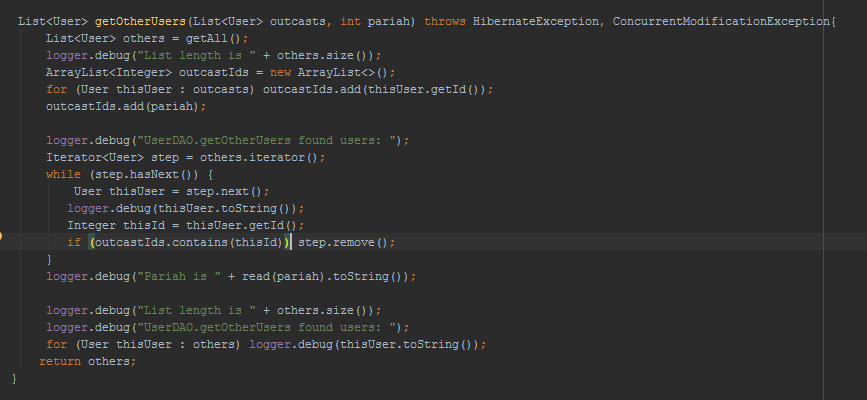 List<User> getOtherUsers(List<User> outcasts, int pariah) throws HibernateException, ConcurrentModificationException{
List<User> others = getAll();
logger.debug("List length is " + others.size());
ArrayList<Integer> outcastIds = new ArrayList<>();
for (User thisUser : outcasts) outcastIds.add(thisUser.getId());
outcastIds.add(pariah);
logger.debug("UserDAO.getOtherUsers found users: ");
Iterator<User> step = others.iterator();
while (step.hasNext()) {
User thisUser = step.next();
logger.debug(thisUser.toString());
Integer thisId = thisUser.getId();
if (outcastIds.contains(thisId)) step.remove();
}
logger.debug("Pariah is " + read(pariah).toString());
logger.debug("List length is " + others.size());
logger.debug("UserDAO.getOtherUsers found users: ");
for (User thisUser : others) logger.debug(thisUser.toString());
return others;
}